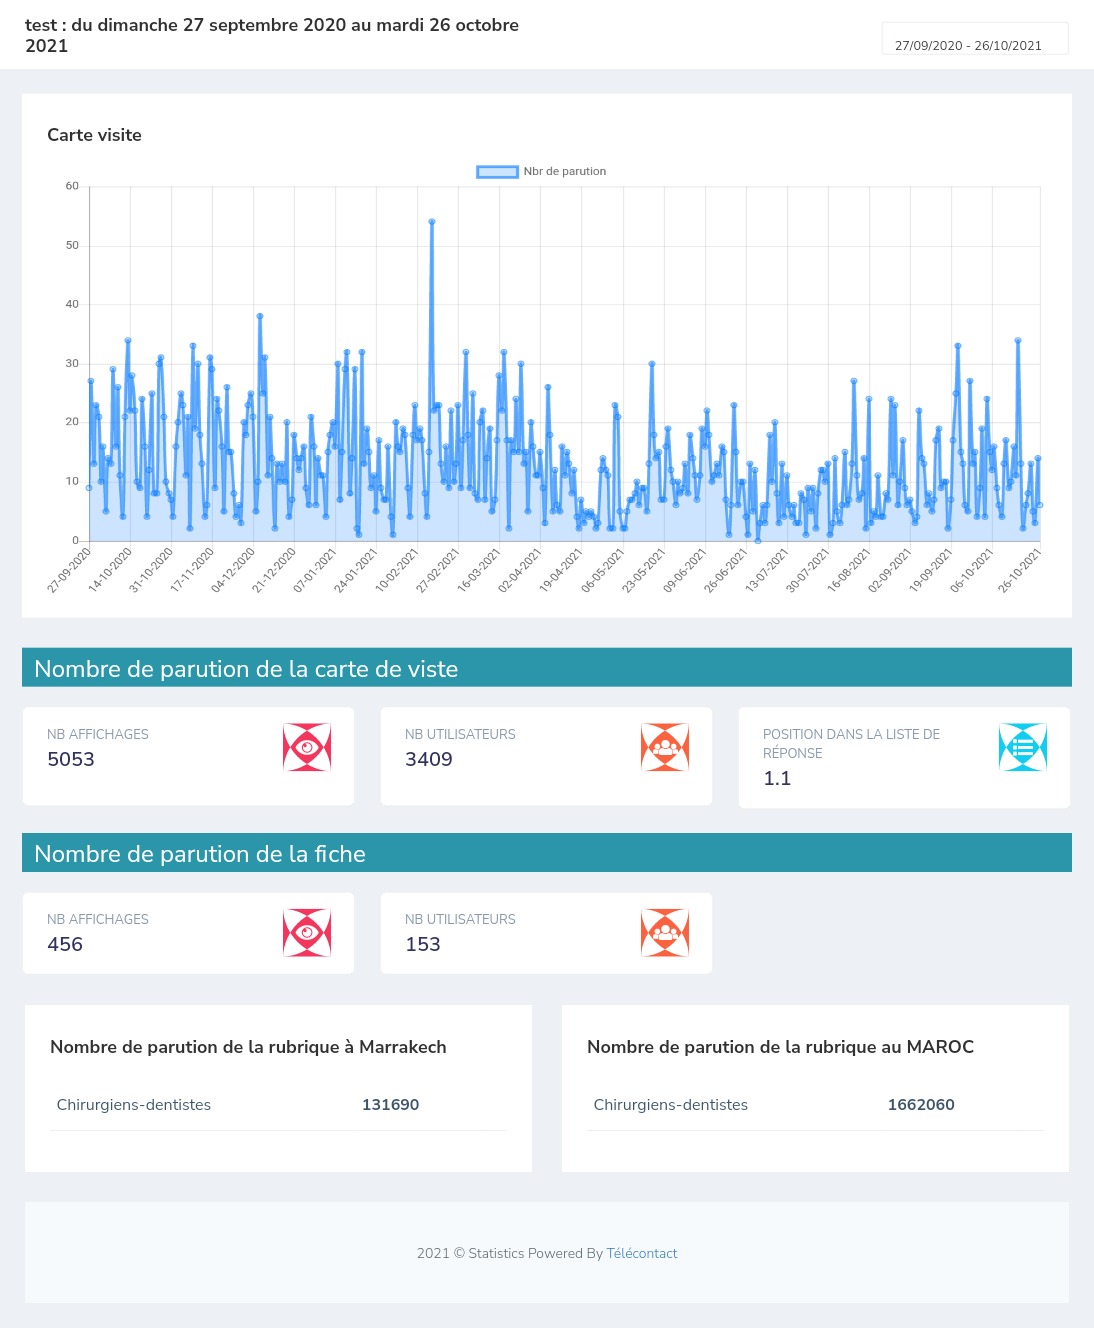 test : du dimanche 27 septembre 2020 au mardi 26 octobre
2021
27/09/2020 - 26/10/2021
Carte visite
Nbr de parution
60
50
40
30
20
10
0
27-09-2020
14-10-2020
31-10-2020
17-11-2020
04-12-2020
21-12-2020
07-01-2021
24-01-2021
10-02-2021
27-02-2021
16-03-2021
02-04-2021
19-04-2021
06-05-2021
23-05-2021
09-06-2021
26-06-2021
13-07-2021
30-07-2021
16-08-2021
02-09-2021
19-09-2021
06-10-2021
26-10-2021
Nombre de parution de la carte de viste
NB AFFICHAGES
5053
NB UTILISATEURS
3409
POSITION DANS LA LISTE DE
RÉPONSE
1.1
Nombre de parution de la fiche
NB AFFICHAGES
456
NB UTILISATEURS
153
Nombre de parution de la rubrique à Marrakech
Chirurgiens-dentistes 131690
Nombre de parution de la rubrique au MAROC
Chirurgiens-dentistes 1662060
2021 © Statistics Powered By Télécontact